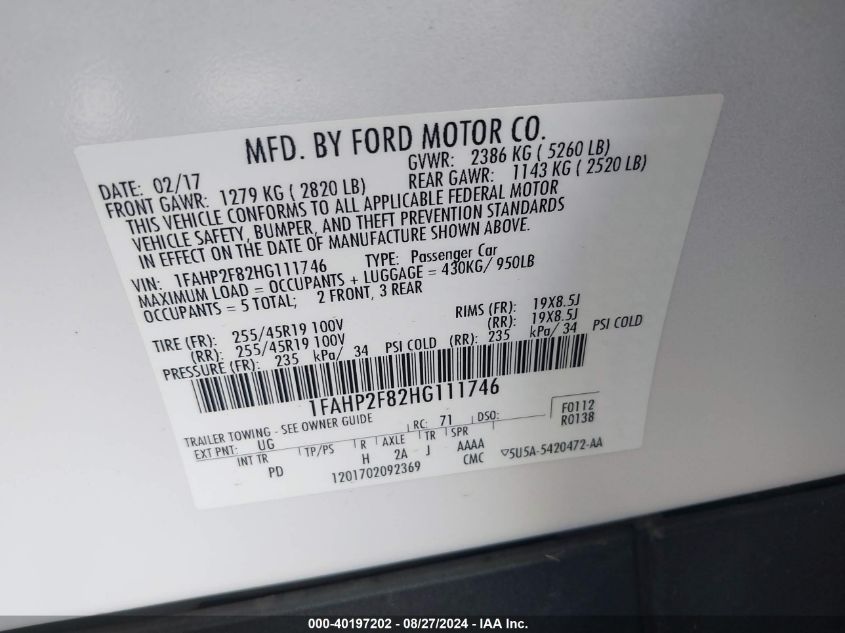 MFD. BY FORD MOTOR CO.
DATE: 02/17 GVWR: 2386 KG ( 5260 LB)
FRONT GAWR: 1279 KG ( 2820 LB) REAR GAWR: 1143 KG ( 2520 LB)
THIS VEHICLE CONFORMS TO ALL APPLICABLE FEDERAL MOTOR
VEHICLE SAFETY, BUMPER, AND THEFT PREVENTION STANDARDS
IN EFFECT ON THE DATE OF MANUFACTURE SHOWN ABOVE.
VIN: 1FAHP2F82HG111746 TYPE: Passenger Car
MAXIMUM LOAD = OCCUPANTS + LUGGAGE = 430KG/ 950LB
OCCUPANTS = 5 TOTAL; 2 FRONT, 3 REAR
TIRE (FR): 255/45R19 100V RIMS (FR): 19X8.5J
(RR): 255/45R19 100V (RR): 19X8.5J
PRESSURE (FR): 235 kPa/ 34 PSI COLD (RR): 235 kPa/ 34 PSI COLD
1FAHP2F82HG111746
TRAILER TOWING - SEE OWNER GUIDE
EXT PNT: UG RC: 71 DSO: F0112
R0138
INT TR TP/PS R AXLE TR SPR
PD H 2A J AAAA
1201702092369 CMC 5U5A-5420472-AA
000-40197202 - 08/27/2024 - IAA Inc.